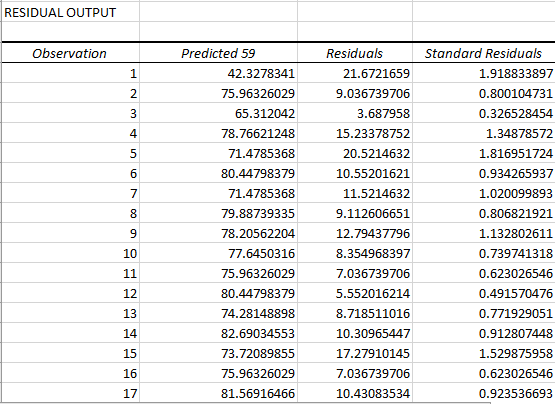 RESIDUAL OUTPUT
Observation Predicted 59 Residuals Standard Residuals
1 42.3278341 21.6721659 1.918833897
2 75.96326029 9.036739706 0.800104731
3 65.312042 3.687958 0.326528454
4 78.76621248 15.23378752 1.34878572
5 71.4785368 20.5214632 1.816951724
6 80.44798379 10.55201621 0.934265937
7 71.4785368 11.5214632 1.020099893
8 79.88739335 9.112606651 0.806821921
9 78.20562204 12.79437796 1.132802611
10 77.6450316 8.354968397 0.739741318
11 75.96326029 7.036739706 0.623026546
12 80.44798379 5.552016214 0.491570476
13 74.28148898 8.718511016 0.771929051
14 82.69034553 10.30965447 0.912807448
15 73.72089855 17.27910145 1.529875958
16 75.96326029 7.036739706 0.623026546
17 81.56916466 10.43083534 0.923536693